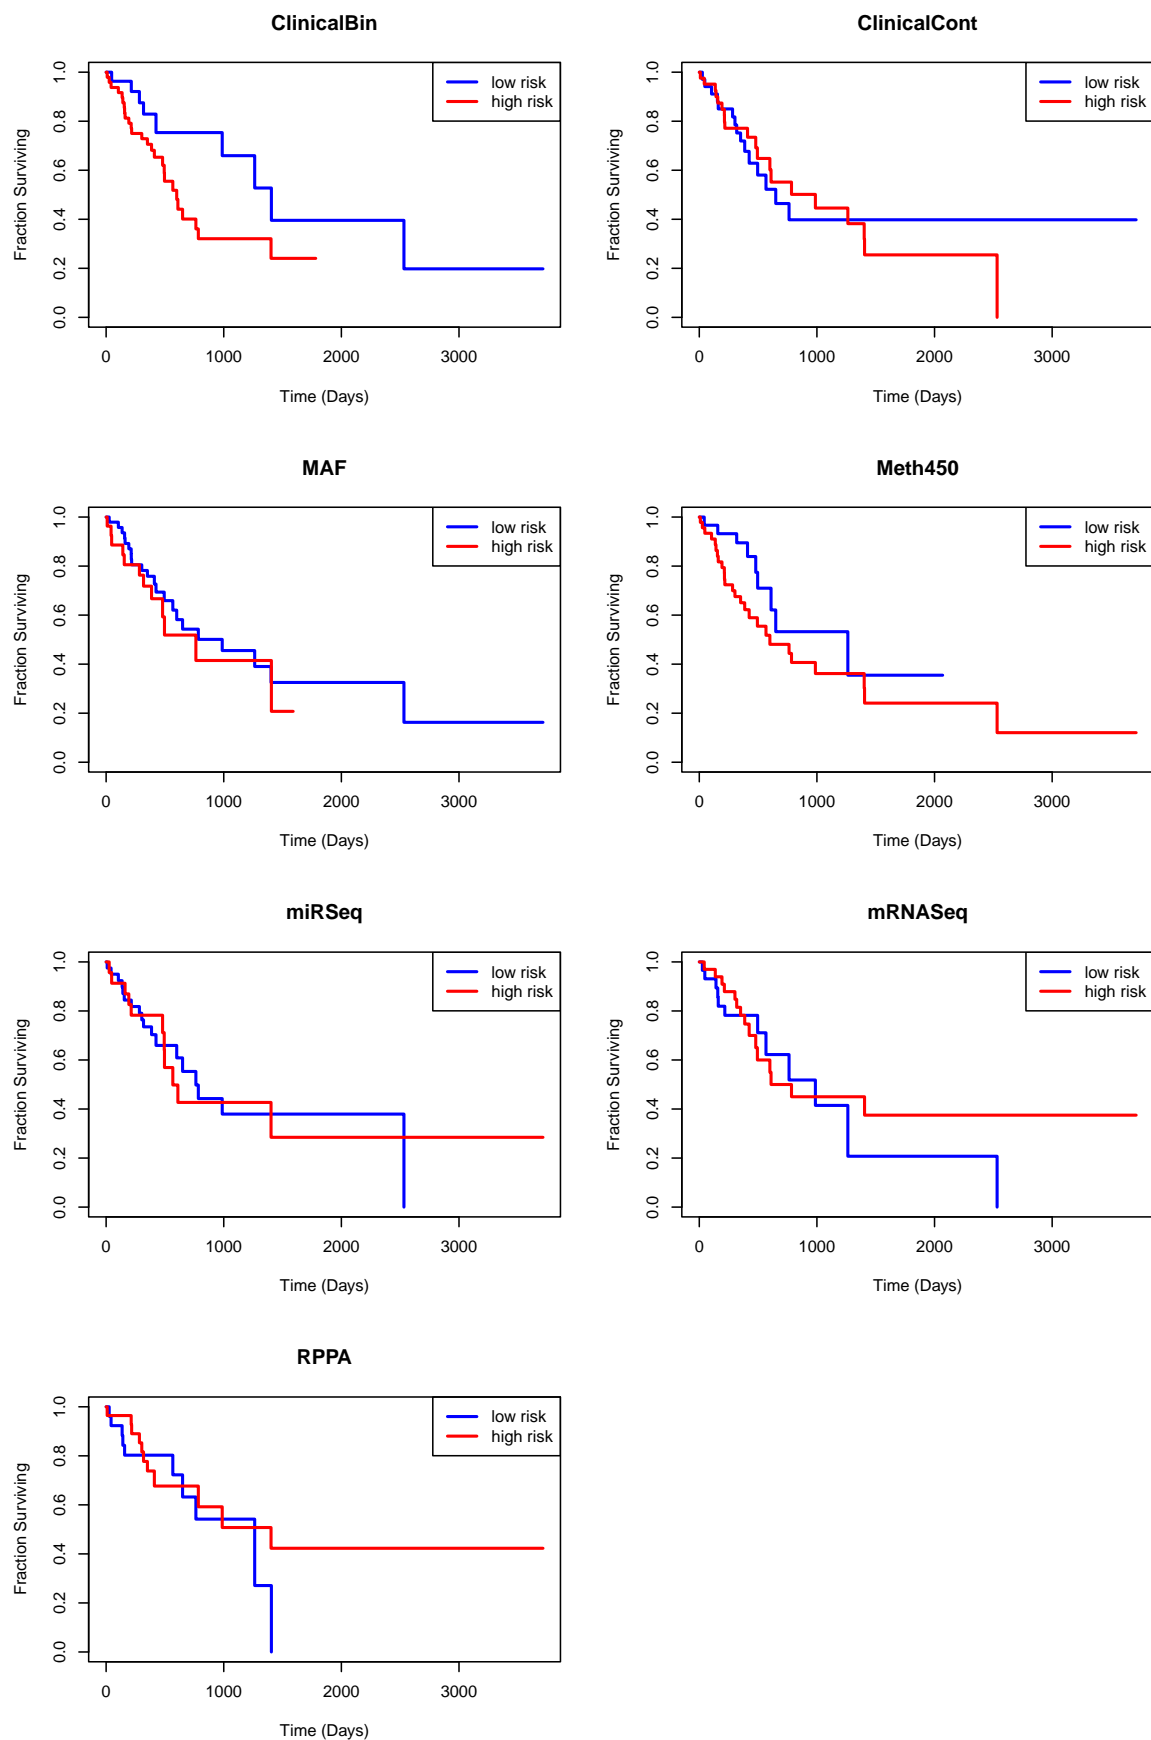 ClinicalBin
low risk
high risk
Fraction Surviving
0.0 0.2 0.4 0.6 0.8 1.0
0 1000 2000 3000
Time (Days)
ClinicalCont
low risk
high risk
Fraction Surviving
0.0 0.2 0.4 0.6 0.8 1.0
0 1000 2000 3000
Time (Days)
MAF
low risk
high risk
Fraction Surviving
0.0 0.2 0.4 0.6 0.8 1.0
0 1000 2000 3000
Time (Days)
Meth450
low risk
high risk
Fraction Surviving
0.0 0.2 0.4 0.6 0.8 1.0
0 1000 2000 3000
Time (Days)
miRSeq
low risk
high risk
Fraction Surviving
0.0 0.2 0.4 0.6 0.8 1.0
0 1000 2000 3000
Time (Days)
mRNASeq
low risk
high risk
Fraction Surviving
0.0 0.2 0.4 0.6 0.8 1.0
0 1000 2000 3000
Time (Days)
RPPA
low risk
high risk
Fraction Surviving
0.0 0.2 0.4 0.6 0.8 1.0
0 1000 2000 3000
Time (Days)